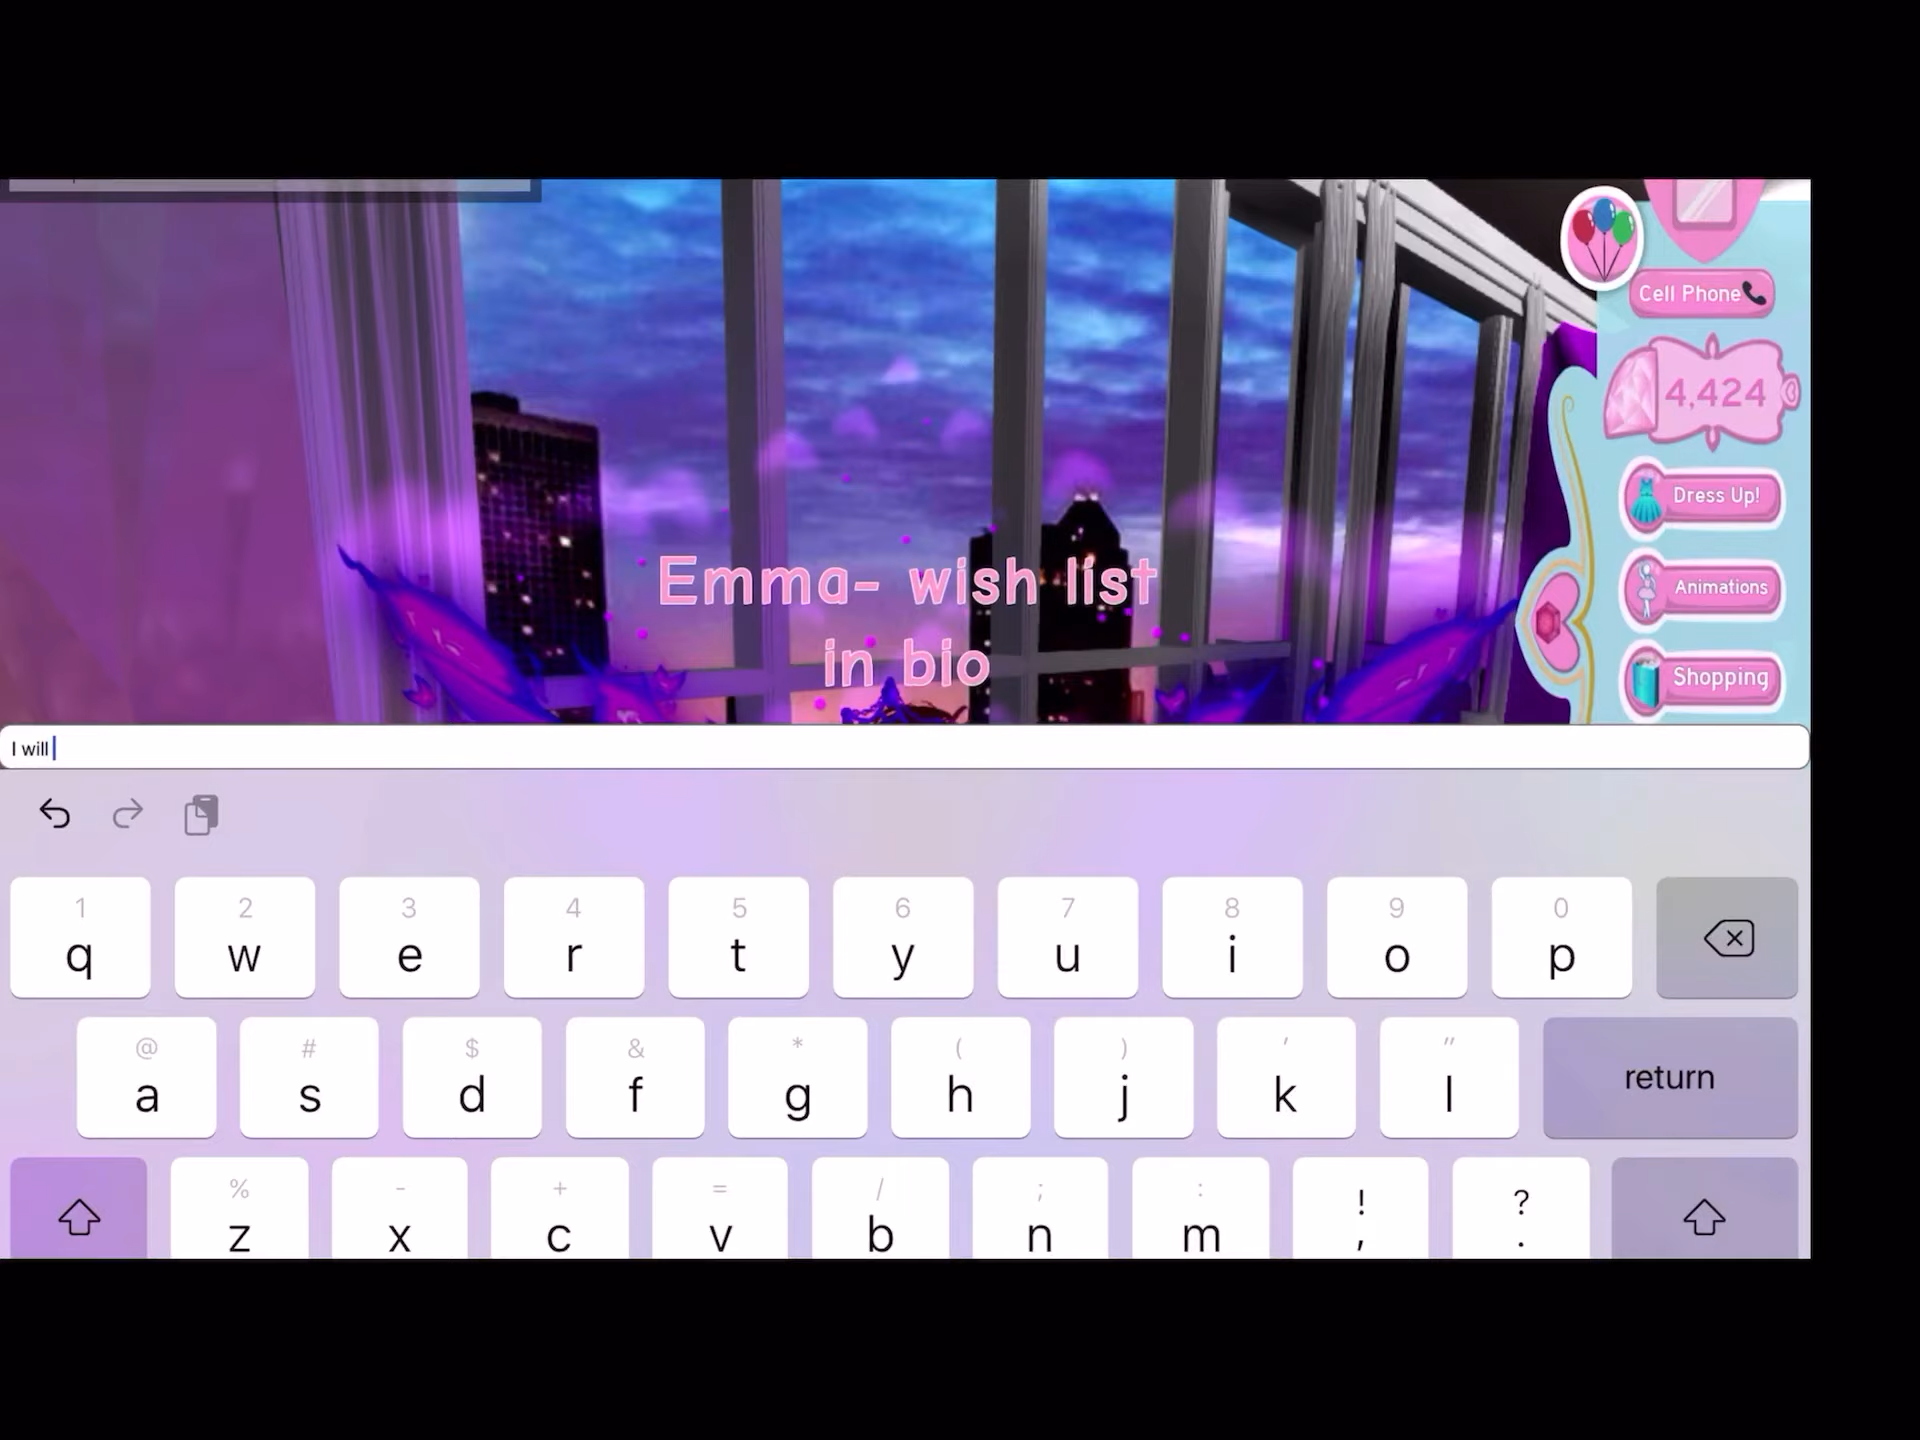 Cell Phone
4,424
Dress Up!
Animations
Shopping
Emma- wish list
in bio
I will
1 2 3 4 5 6 7 8 9 0
q w e r t y u i o p
@ # $ & * ( ) ' "
a s d f g h j k l return
% - + = / ; : ! ?
z x c v b n m , .